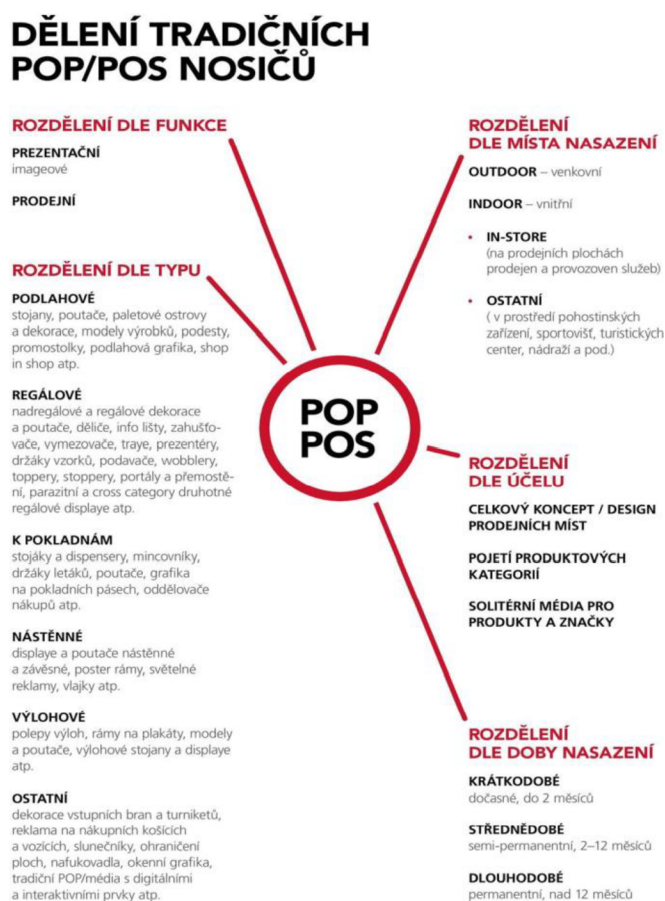 DĚLENÍ TRADIČNÍCH
POP/POS NOSIČŮ
ROZDĚLENÍ DLE FUNKCE
PREZENTAČNÍ
imageové
PRODEJNÍ
ROZDĚLENÍ DLE TYPU
PODLAHOVÉ
stojany, poutače, paletové ostrovy
a dekorace, modely výrobků, podesty,
promostolky, podlahová grafika, shop
in shop atp.
REGÁLOVÉ
nadregálové a regálové dekorace
a poutače, děliče, info lišty, zahušťo-
vače, vymezovače, traye, prezentéry,
držáky vzorků, podavače, wobblery,
toppery, stoppery, portály a přemostě-
ní, parazitní a cross category druhotné
regálové displaye atp.
K POKLADNÁM
stojáky a dispensery, mincovníky,
držáky letáků, poutače, grafika
na pokladních pásech, oddělovače
nákupů atp.
NÁSTĚNNÉ
displaye a poutače nástěnné
a závěsné, poster rámy, světelné
reklamy, vlajky atp.
VÝLOHOVÉ
polepy výloh, rámy na plakáty, modely
a poutače, výlohové stojany a displaye
atp.
OSTATNÍ
dekorace vstupních bran a turniketů,
reklama na nákupních košících
a vozících, slunečníky, ohraničení
ploch, nafukovadla, okenní grafika,
tradiční POP/média s digitálními
a interaktivními prvky atp.
POP
POS
ROZDĚLENÍ
DLE MÍSTA NASAZENÍ
OUTDOOR – venkovní
INDOOR – vnitřní
• IN-STORE
(na prodejních plochách
prodejen a provozoven služeb)
• OSTATNÍ
( v prostředí pohostinských
zařízení, sportovišť, turistických
center, nádraží a pod.)
ROZDĚLENÍ
DLE ÚČELU
CELKOVÝ KONCEPT / DESIGN
PRODEJNÍCH MÍST
POJETÍ PRODUKTOVÝCH
KATEGORIÍ
SOLITÉRNÍ MÉDIA PRO
PRODUKTY A ZNAČKY
ROZDĚLENÍ
DLE DOBY NASAZENÍ
KRÁTKODOBÉ
dočasné, do 2 měsíců
STŘEDNĚDOBÉ
semi-permanentní, 2–12 měsíců
DLOUHODOBÉ
permanentní, nad 12 měsíců